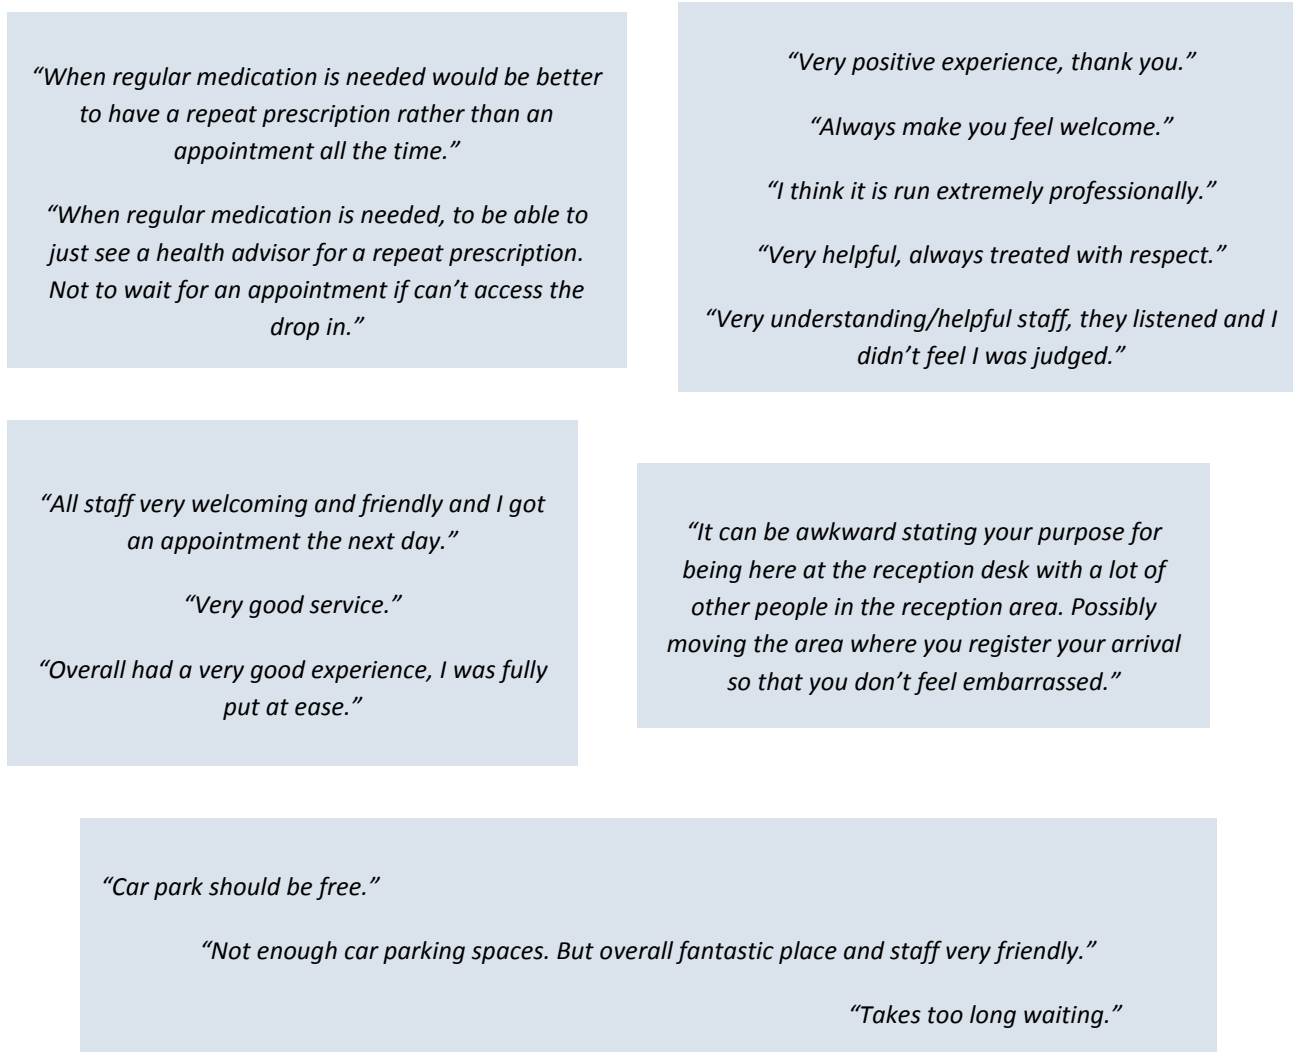 “When regular medication is needed would be better
to have a repeat prescription rather than an
appointment all the time.”
“When regular medication is needed, to be able to
just see a health advisor for a repeat prescription.
Not to wait for an appointment if can’t access the
drop in.”
“Very positive experience, thank you.”
“Always make you feel welcome.”
“I think it is run extremely professionally.”
“Very helpful, always treated with respect.”
“Very understanding/helpful staff, they listened and I
didn’t feel I was judged.”
“All staff very welcoming and friendly and I got
an appointment the next day.”
“Very good service.”
“Overall had a very good experience, I was fully
put at ease.”
“It can be awkward stating your purpose for
being here at the reception desk with a lot of
other people in the reception area. Possibly
moving the area where you register your arrival
so that you don’t feel embarrassed.”
“Car park should be free.”
“Not enough car parking spaces. But overall fantastic place and staff very friendly.”
“Takes too long waiting.”